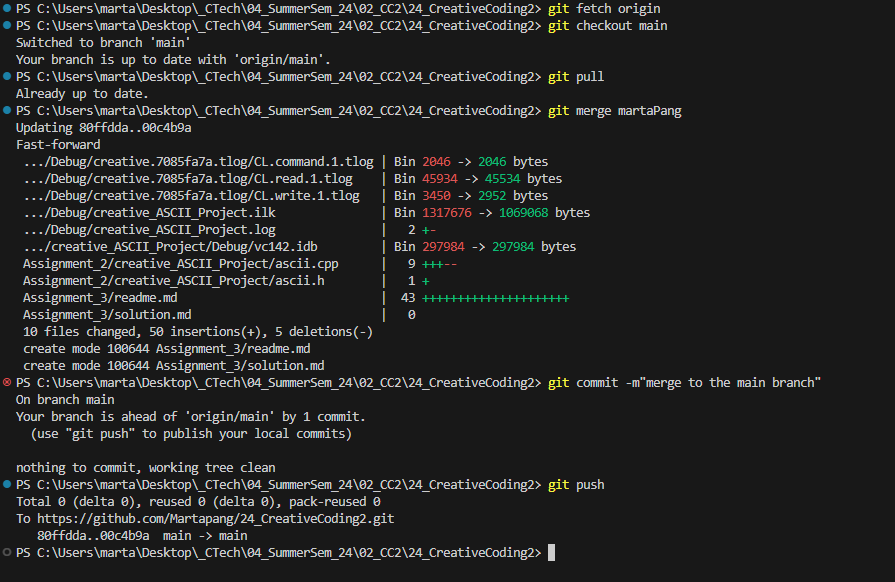 PS C:\Users\marta\Desktop\_CTech\04_SummerSem_24\02_CC2\24_CreativeCoding2> git fetch origin
PS C:\Users\marta\Desktop\_CTech\04_SummerSem_24\02_CC2\24_CreativeCoding2> git checkout main
Switched to branch 'main'
Your branch is up to date with 'origin/main'.
PS C:\Users\marta\Desktop\_CTech\04_SummerSem_24\02_CC2\24_CreativeCoding2> git pull
Already up to date.
PS C:\Users\marta\Desktop\_CTech\04_SummerSem_24\02_CC2\24_CreativeCoding2> git merge martaPang
Updating 80ffdda..00c4b9a
Fast-forward
 .../Debug/creative.7085fa7a.tlog/CL.command.1.tlog | Bin 2046 -> 2046 bytes
 .../Debug/creative.7085fa7a.tlog/CL.read.1.tlog    | Bin 45934 -> 45534 bytes
 .../Debug/creative.7085fa7a.tlog/CL.write.1.tlog   | Bin 3450 -> 2952 bytes
 .../Debug/creative_ASCII_Project.ilk               | Bin 1317676 -> 1069068 bytes
 .../Debug/creative_ASCII_Project.log               |   2 +-
 .../creative_ASCII_Project/Debug/vc142.idb         | Bin 297984 -> 297984 bytes
 Assignment_2/creative_ASCII_Project/ascii.cpp      |   9 +++--
 Assignment_2/creative_ASCII_Project/ascii.h        |   1 +
 Assignment_3/readme.md                             |  43 +++++++++++++++++++++
 Assignment_3/solution.md                           |   0
 10 files changed, 50 insertions(+), 5 deletions(-)
 create mode 100644 Assignment_3/readme.md
 create mode 100644 Assignment_3/solution.md
PS C:\Users\marta\Desktop\_CTech\04_SummerSem_24\02_CC2\24_CreativeCoding2> git commit -m"merge to the main branch"
On branch main
Your branch is ahead of 'origin/main' by 1 commit.
  (use "git push" to publish your local commits)

nothing to commit, working tree clean
PS C:\Users\marta\Desktop\_CTech\04_SummerSem_24\02_CC2\24_CreativeCoding2> git push
Total 0 (delta 0), reused 0 (delta 0), pack-reused 0
To https://github.com/Martapang/24_CreativeCoding2.git
   80ffdda..00c4b9a  main -> main
PS C:\Users\marta\Desktop\_CTech\04_SummerSem_24\02_CC2\24_CreativeCoding2>